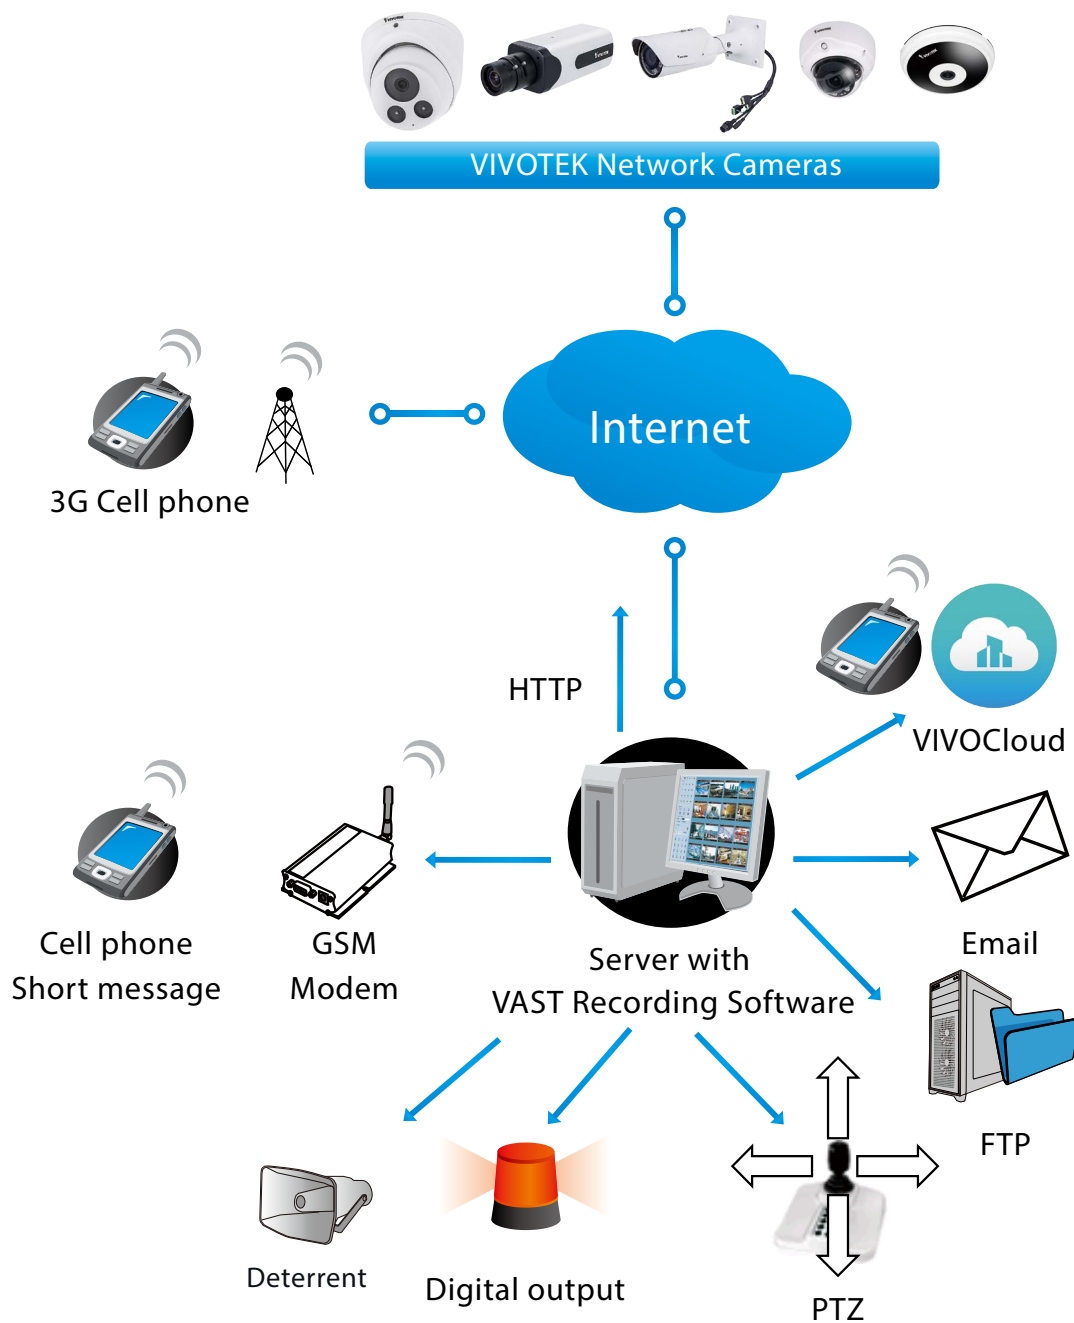 VIVOTEK Network Cameras
Internet
3G Cell phone
HTTP
VIVOCloud
Cell phone
Short message
GSM
Modem
Server with
VAST Recording Software
Email
FTP
Deterrent
Digital output
PTZ